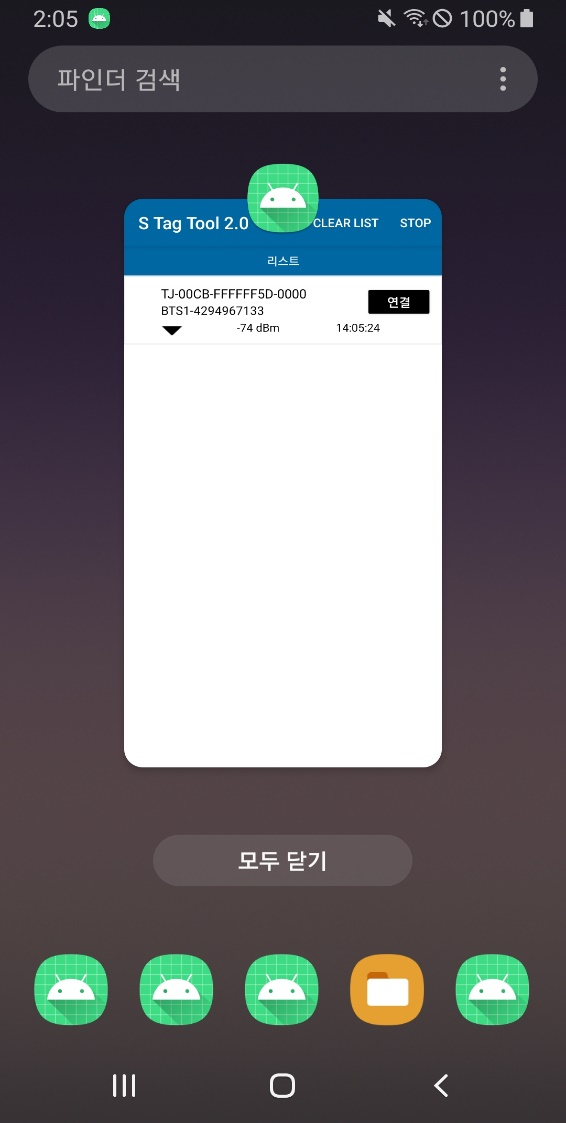 2:05 100%
파인더 검색
S Tag Tool 2.0 CLEAR LIST STOP
리스트
TJ-00CB-FFFFFF5D-0000
BTS1-4294967133
연결
-74 dBm 14:05:24
모두 닫기